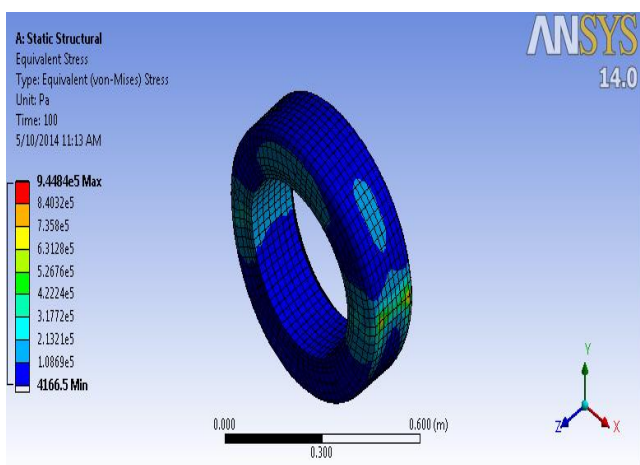 A: Static Structural
Equivalent Stress
Type: Equivalent (von-Mises) Stress
Unit: Pa
Time: 100
5/10/2014 11:13 AM
ANSYS
14.0
9.4484e5 Max
8.4032e5
7.358e5
6.3128e5
5.2676e5
4.2224e5
3.1772e5
2.1321e5
1.0869e5
4166.5 Min
0.000
0.600 (m)
0.300
Y
Z
X